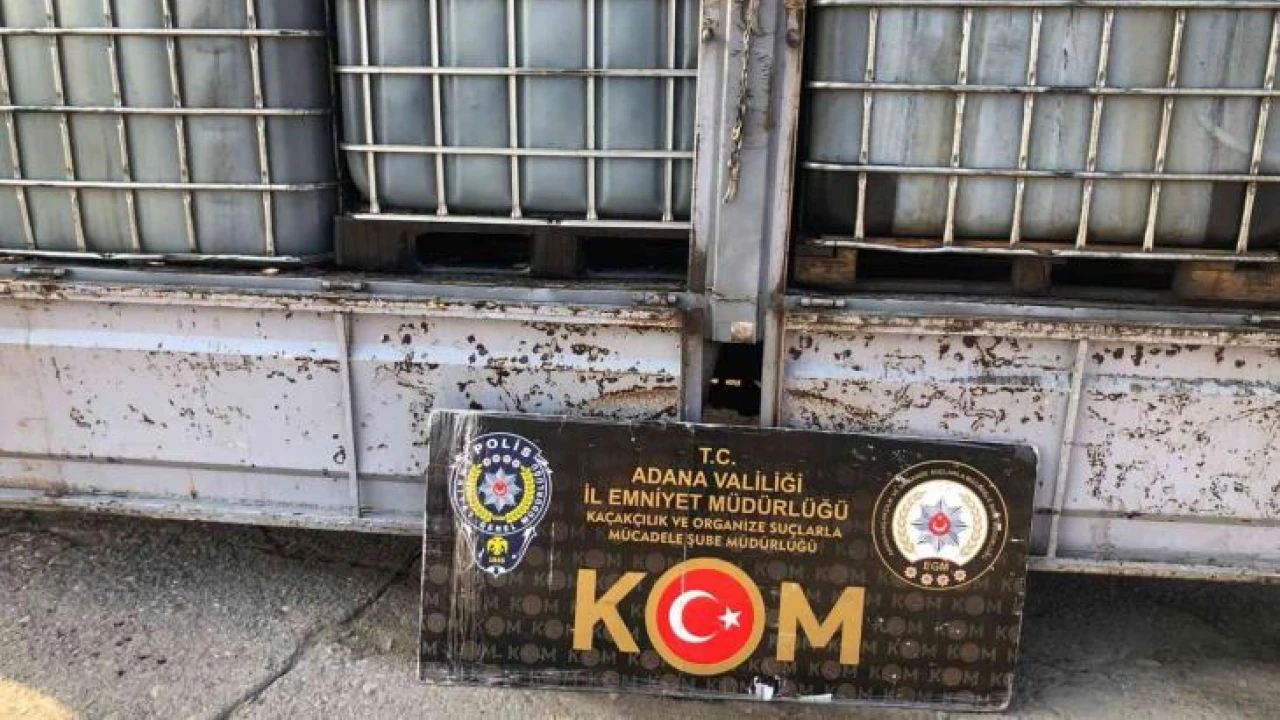 T.C.
ADANA VALİLİĞİ
İL EMNİYET MÜDÜRLÜĞÜ
KAÇAKÇILIK VE ORGANİZE SUÇLARLA
MÜCADELE ŞUBE MÜDÜRLÜĞÜ
KOM
POLİS
EGM